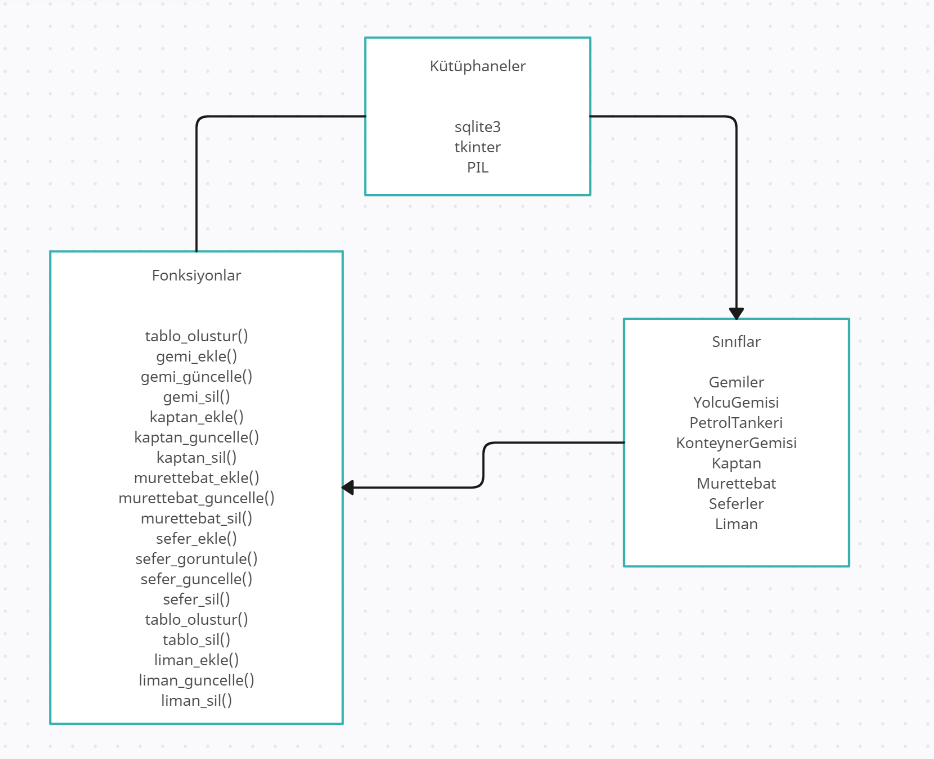 Kütüphaneler
sqlite3
tkinter
PIL
Fonksiyonlar
tablo_olustur()
gemi_ekle()
gemi_güncelle()
gemi_sil()
kaptan_ekle()
kaptan_guncelle()
kaptan_sil()
murettebat_ekle()
murettebat_guncelle()
murettebat_sil()
sefer_ekle()
sefer_goruntule()
sefer_guncelle()
sefer_sil()
tablo_olustur()
tablo_sil()
liman_ekle()
liman_guncelle()
liman_sil()
Sınıflar
Gemiler
YolcuGemisi
PetrolTankeri
KonteynerGemisi
Kaptan
Murettebat
Seferler
Liman